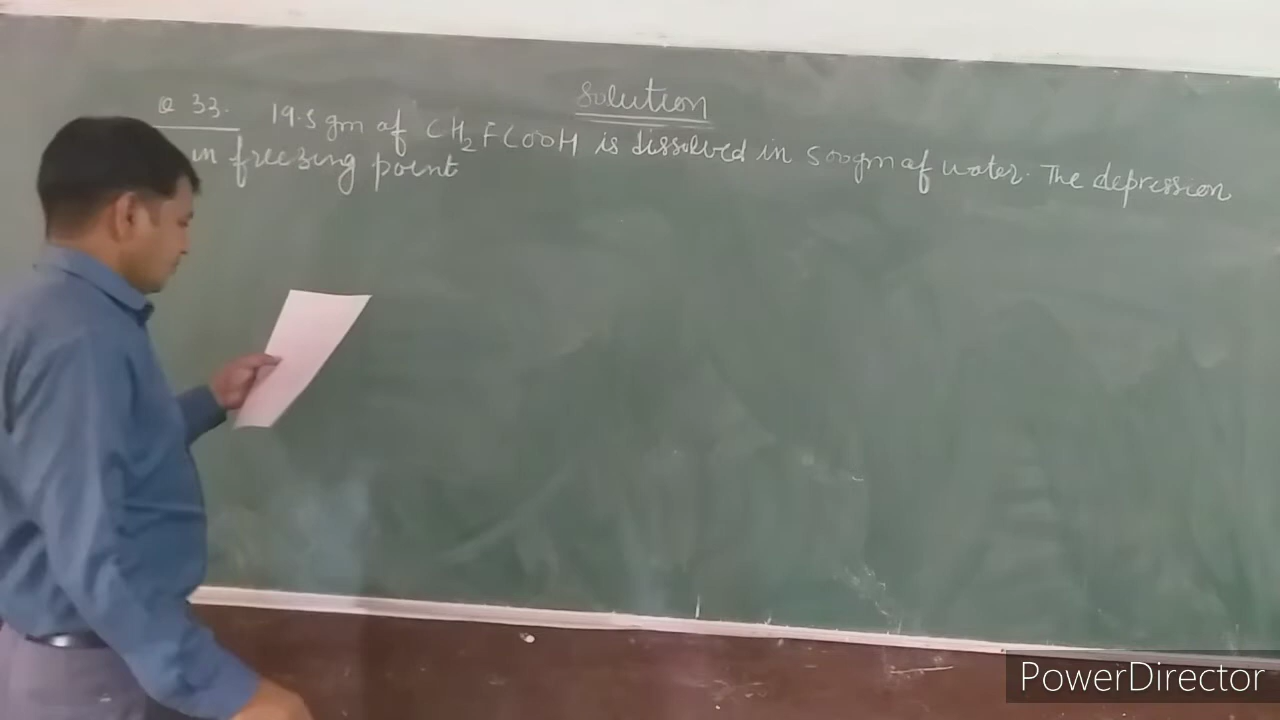 Solution
Q 33. 19.5 gm of CH2FCOOH is dissolved in 500gm of water. The depression
in freezing point
PowerDirector